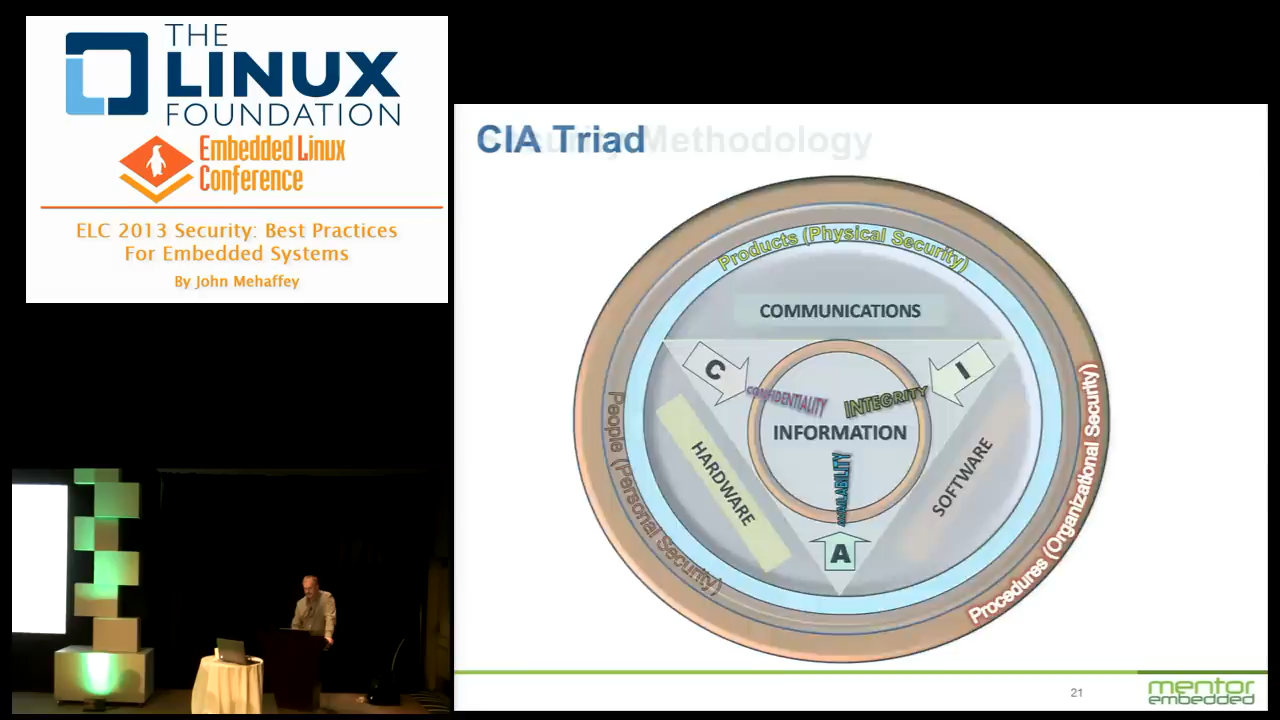 THE
LINUX
FOUNDATION
Embedded Linux
Conference
ELC 2013 Security: Best Practices
For Embedded Systems
By John Mehaffey
CIA Triad
Methodology
Products (Physical Security)
COMMUNICATIONS
C
I
CONFIDENTIALITY
INTEGRITY
INFORMATION
HARDWARE
AVAILABILITY
SOFTWARE
A
People (Personal Security)
Procedures (Organizational Security)
21
mentor
embedded